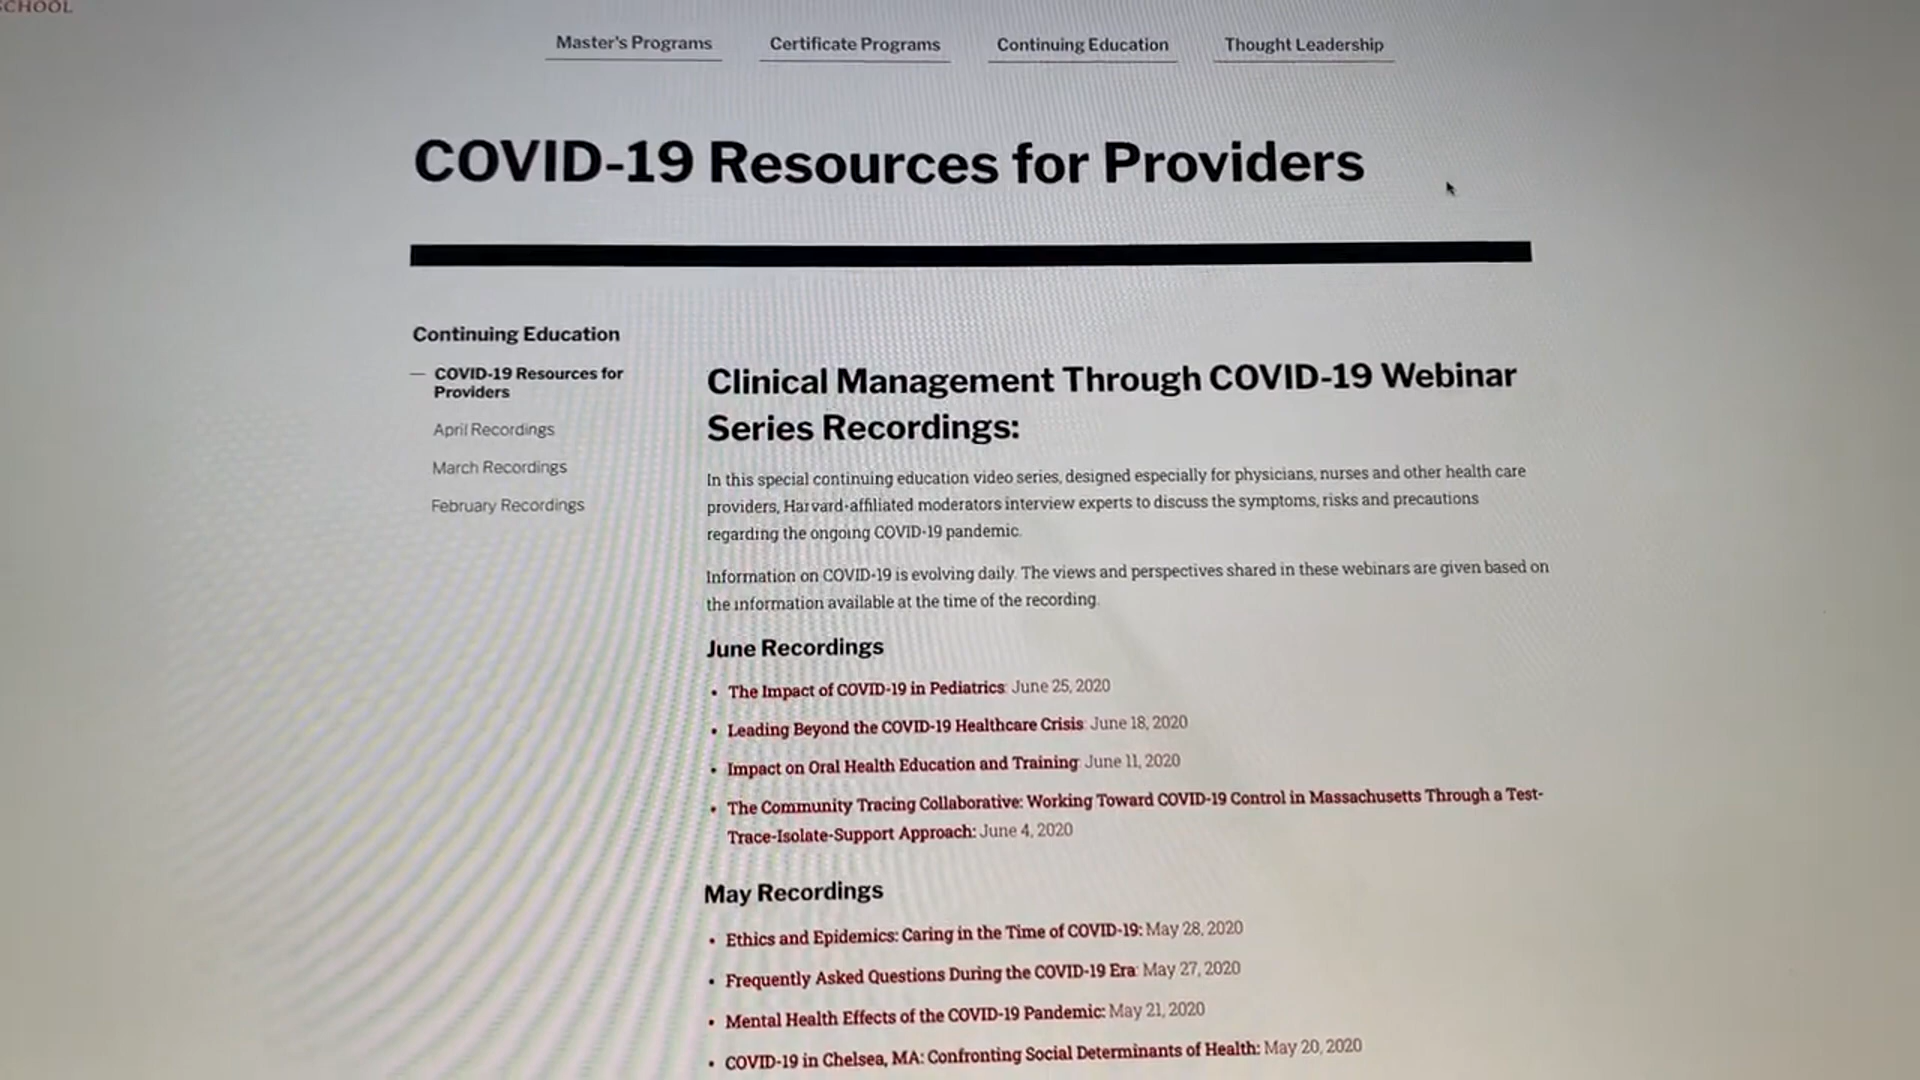 SCHOOL
Master's Programs
Certificate Programs
Continuing Education
Thought Leadership
COVID-19 Resources for Providers
Continuing Education
— COVID-19 Resources for
Providers
April Recordings
March Recordings
February Recordings
Clinical Management Through COVID-19 Webinar
Series Recordings:
In this special continuing education video series, designed especially for physicians, nurses and other health care
providers, Harvard-affiliated moderators interview experts to discuss the symptoms, risks and precautions
regarding the ongoing COVID-19 pandemic.
Information on COVID-19 is evolving daily. The views and perspectives shared in these webinars are given based on
the information available at the time of the recording.
June Recordings
• The Impact of COVID-19 in Pediatrics: June 25, 2020
• Leading Beyond the COVID-19 Healthcare Crisis: June 18, 2020
• Impact on Oral Health Education and Training: June 11, 2020
• The Community Tracing Collaborative: Working Toward COVID-19 Control in Massachusetts Through a Test-
Trace-Isolate-Support Approach: June 4, 2020
May Recordings
• Ethics and Epidemics: Caring in the Time of COVID-19: May 28, 2020
• Frequently Asked Questions During the COVID-19 Era: May 27, 2020
• Mental Health Effects of the COVID-19 Pandemic: May 21, 2020
• COVID-19 in Chelsea, MA: Confronting Social Determinants of Health: May 20, 2020